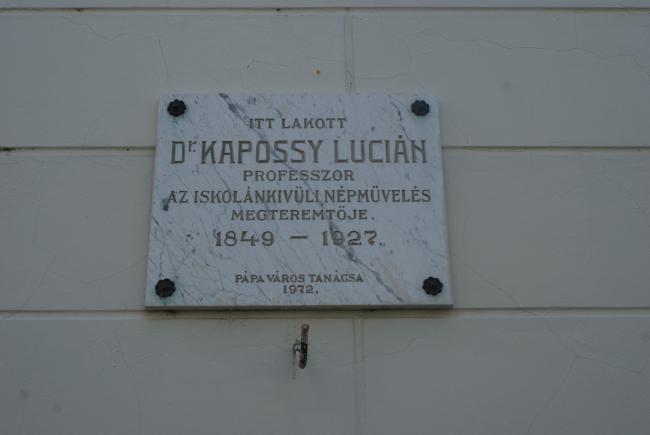 ITT LAKOTT
Dr. KAPOSSY LUCIÁN
PROFESSZOR
AZ ISKOLÁNKIVÜLI NÉPMŰVELÉS
MEGTEREMTŐJE.
1849 – 1927.
PÁPA VÁROS TANÁCSA
1972.